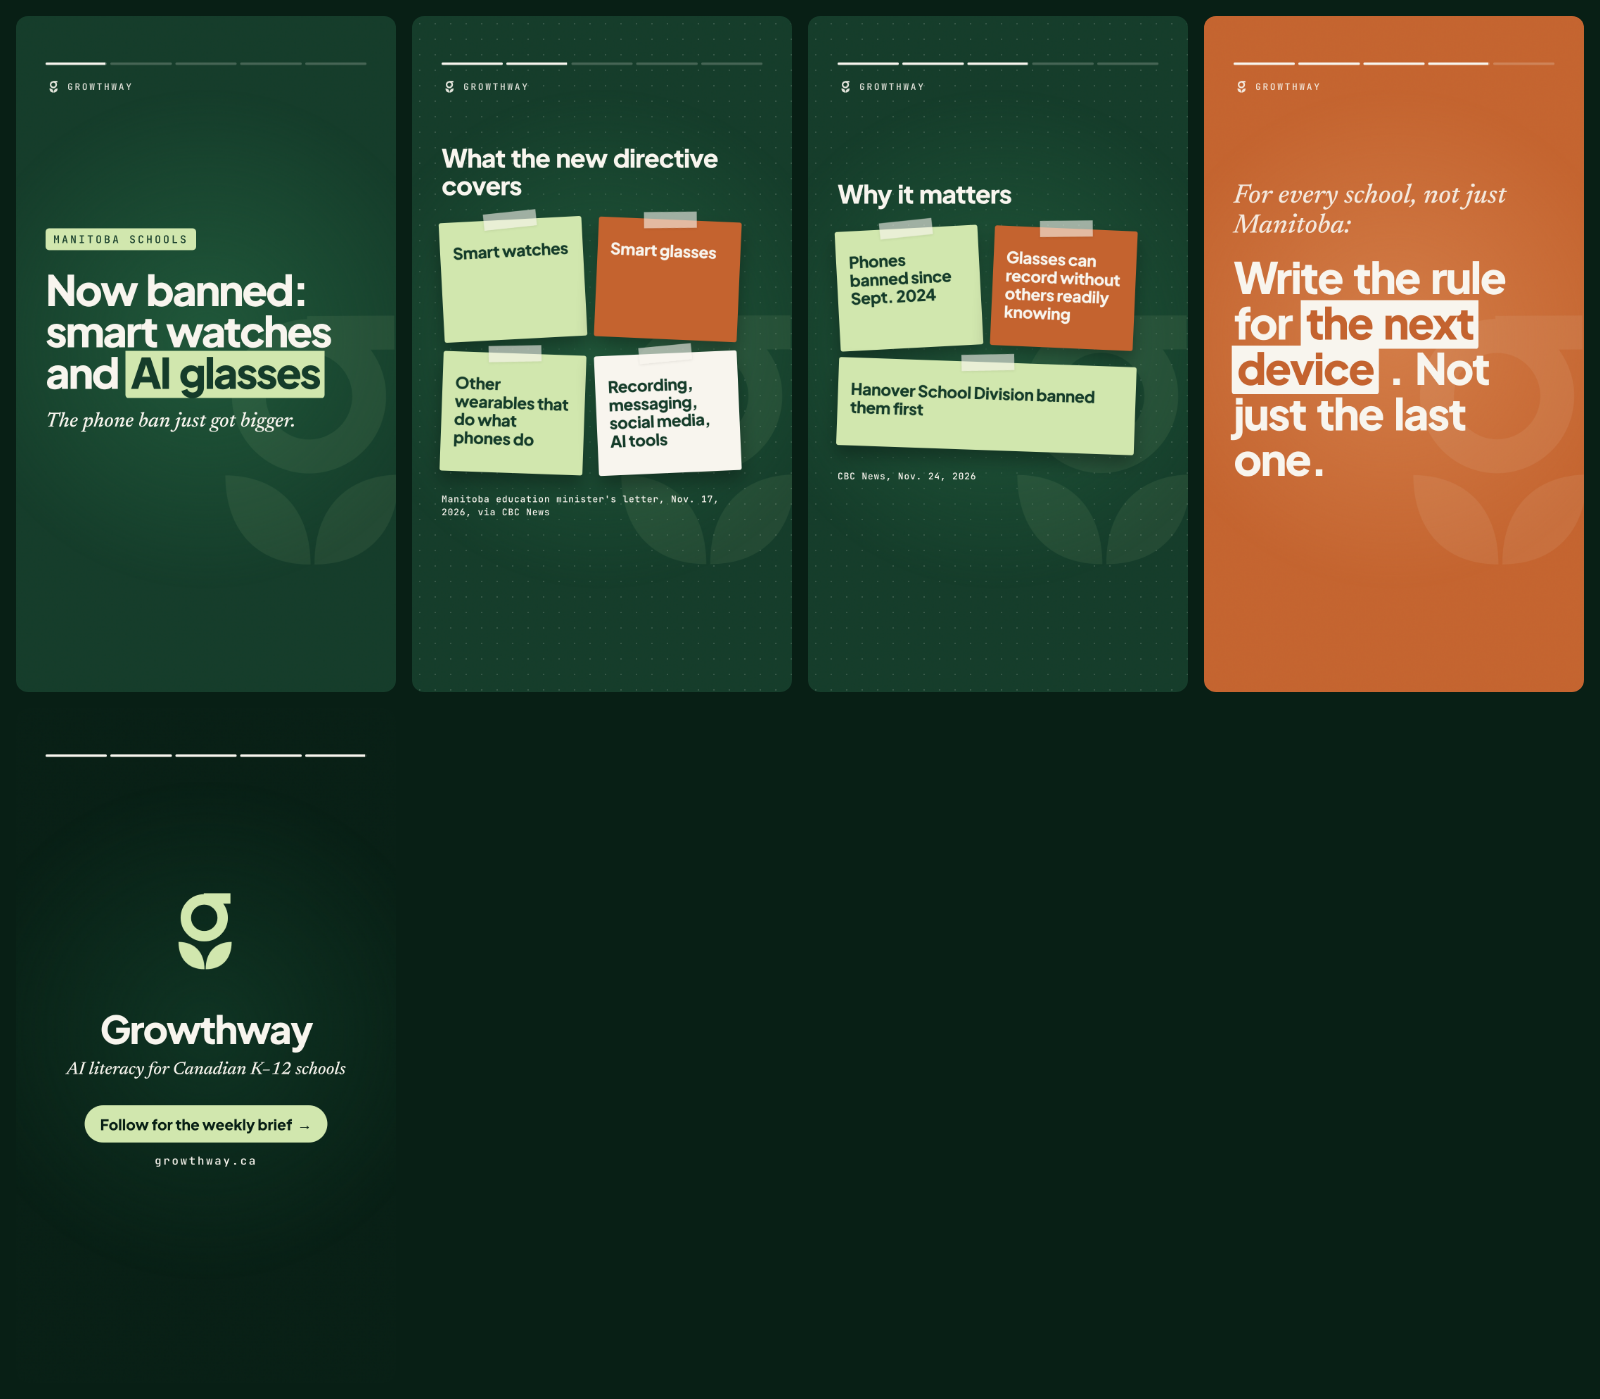 GROWTHWAY
MANITOBA SCHOOLS
Now banned:
smart watches
and AI glasses
The phone ban just got bigger.
GROWTHWAY
What the new directive
covers
Smart watches
Smart glasses
Other
wearables that
do what
phones do
Recording,
messaging,
social media,
AI tools
Manitoba education minister's letter, Nov. 17,
2026, via CBC News
GROWTHWAY
Why it matters
Phones
banned since
Sept. 2024
Glasses can
record without
others readily
knowing
Hanover School Division banned
them first
CBC News, Nov. 24, 2026
GROWTHWAY
For every school, not just
Manitoba:
Write the rule
for the next
device . Not
just the last
one.
Growthway
AI literacy for Canadian K–12 schools
Follow for the weekly brief →
growthway.ca